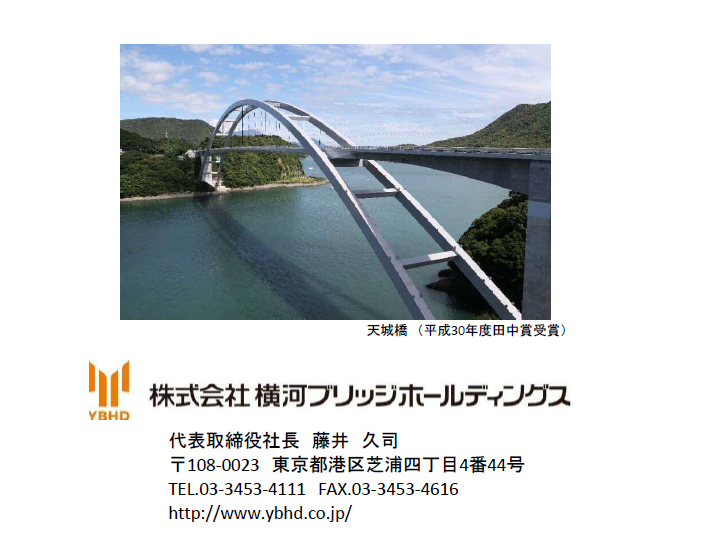 天城橋 （平成30年度田中賞受賞）
YBHD
株式会社 横河ブリッジホールディングス
代表取締役社長　藤井　久司
〒108-0023　東京都港区芝浦四丁目4番44号
TEL.03-3453-4111　FAX.03-3453-4616
http://www.ybhd.co.jp/